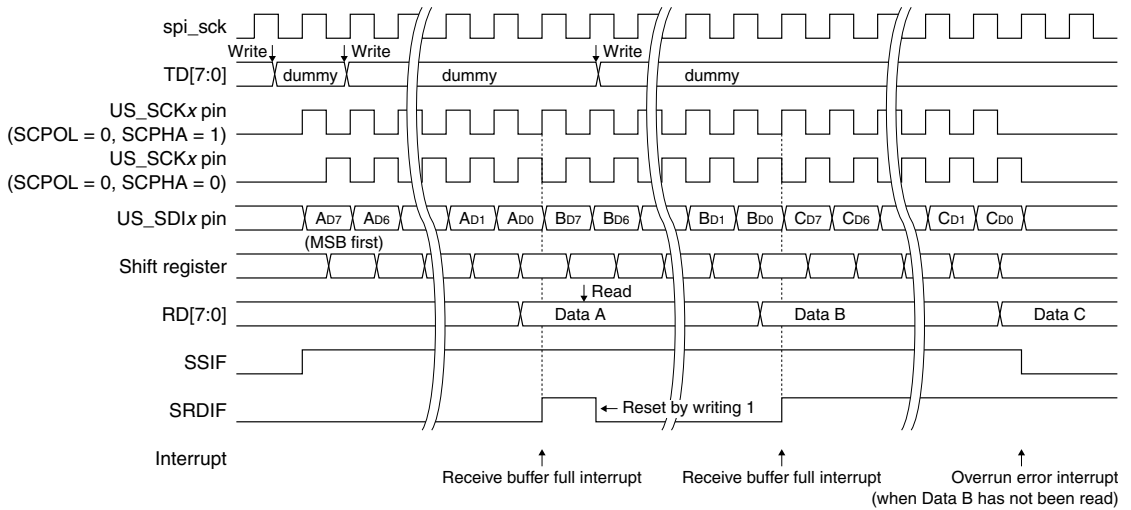 spi_sck
Write Write Write
TD[7:0] dummy dummy dummy
US_SCKx pin
(SCPOL = 0, SCPHA = 1)
US_SCKx pin
(SCPOL = 0, SCPHA = 0)
US_SDIx pin AD7 AD6 AD1 AD0 BD7 BD6 BD1 BD0 CD7 CD6 CD1 CD0
(MSB first)
Shift register
Read
RD[7:0] Data A Data B Data C
SSIF
SRDIF Reset by writing 1
Interrupt
Receive buffer full interrupt Receive buffer full interrupt Overrun error interrupt
(when Data B has not been read)